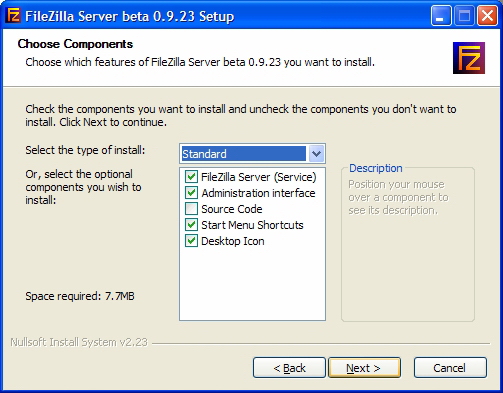 FileZilla Server beta 0.9.23 Setup
Choose Components
Choose which features of FileZilla Server beta 0.9.23 you want to install.
Check the components you want to install and uncheck the components you don't want to
install. Click Next to continue.
Select the type of install:
Standard
Or, select the optional
components you wish to
install:
FileZilla Server (Service)
Administration interface
Source Code
Start Menu Shortcuts
Desktop Icon
Description
Position your mouse
over a component to
see its description.
Space required: 7.7MB
Nullsoft Install System v2.23
< Back
Next >
Cancel